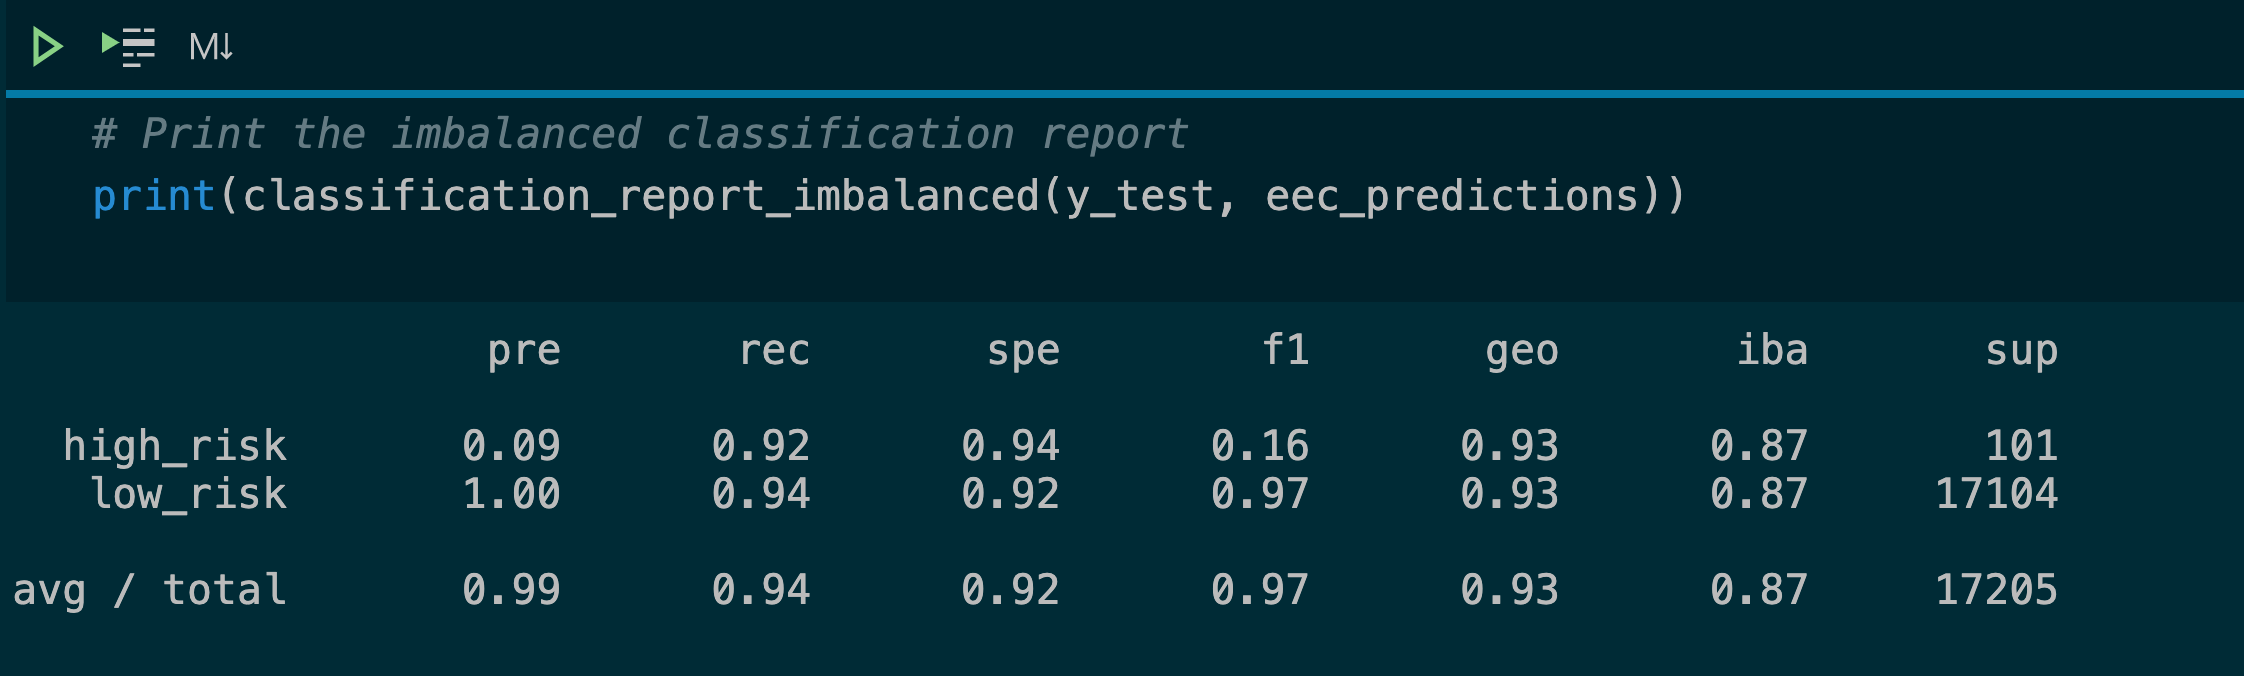 M↓
# Print the imbalanced classification report
print(classification_report_imbalanced(y_test, eec_predictions))
pre rec spe f1 geo iba sup
high_risk 0.09 0.92 0.94 0.16 0.93 0.87 101
low_risk 1.00 0.94 0.92 0.97 0.93 0.87 17104
avg / total 0.99 0.94 0.92 0.97 0.93 0.87 17205